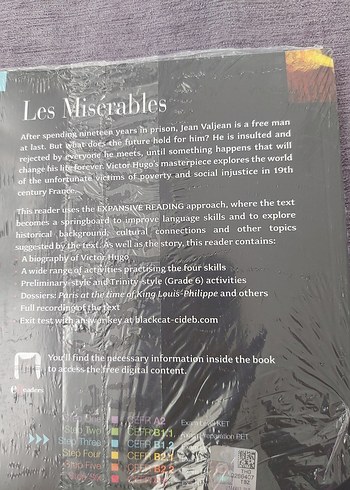 Les Misérables
After spending nineteen years in prison, Jean Valjean is a free man
at last. But what does the future hold for him? He is insulted and
rejected by everyone he meets, until something happens that will
change his life forever. Victor Hugo's masterpiece explores the world
of the unfortunate victims of poverty and social injustice in 19th
century France.
This reader uses the EXPANSIVE READING approach, where the text
becomes a springboard to improve language skills and to explore
historical background, cultural connections and other topics
suggested by the text. As well as the story, this reader contains:
A biography of Victor Hugo
A wide range of activities practising the four skills
Preliminary-style and Trinity-style (Grade 6) activities
Dossiers: Paris at the time of King Louis-Philippe and others
Full recording of the text
Exit test with answer key at blackcat-cideb.com
You'll find the necessary information inside the book
to access the free digital content.
CEFR A2
Step Two CEFR B1.1
Step Three CEFR B1.2
Step Four CEFR B2.1
Step Five CEFR B2.2